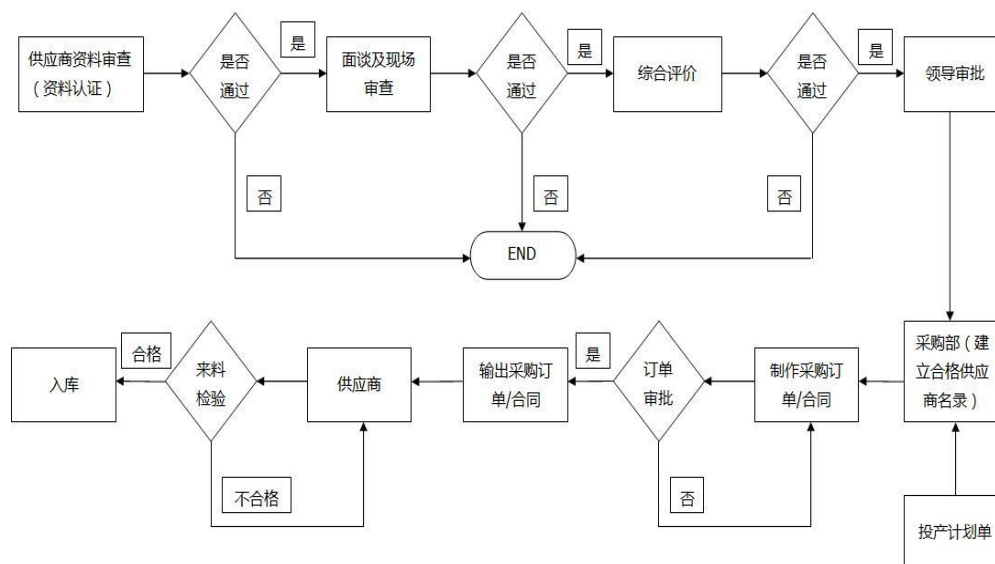 供应商资料审查
（资料认证）
是否
通过
是
面谈及现场
审查
是否
通过
是
综合评价
是否
通过
是
领导审批
否
否
否
END
入库
合格
来料
检验
供应商
输出采购订
单/合同
是
订单
审批
制作采购订
单/合同
采购部（建
立合格供应
商名录）
不合格
否
投产计划单